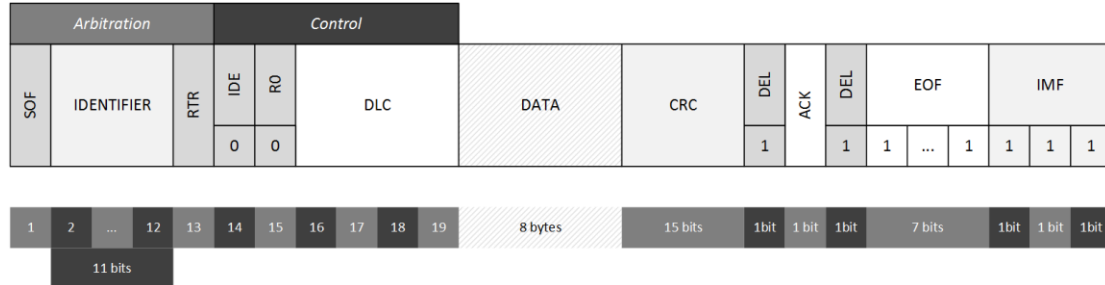 Arbitration Control
SOF IDENTIFIER RTR IDE R0 DLC DATA CRC DEL ACK DEL EOF IMF
0 0 1 1 1 ... 1 1 1 1
1 2 ... 12 13 14 15 16 17 18 19 8 bytes 15 bits 1bit 1 bit 1bit 7 bits 1bit 1 bit 1bit
11 bits